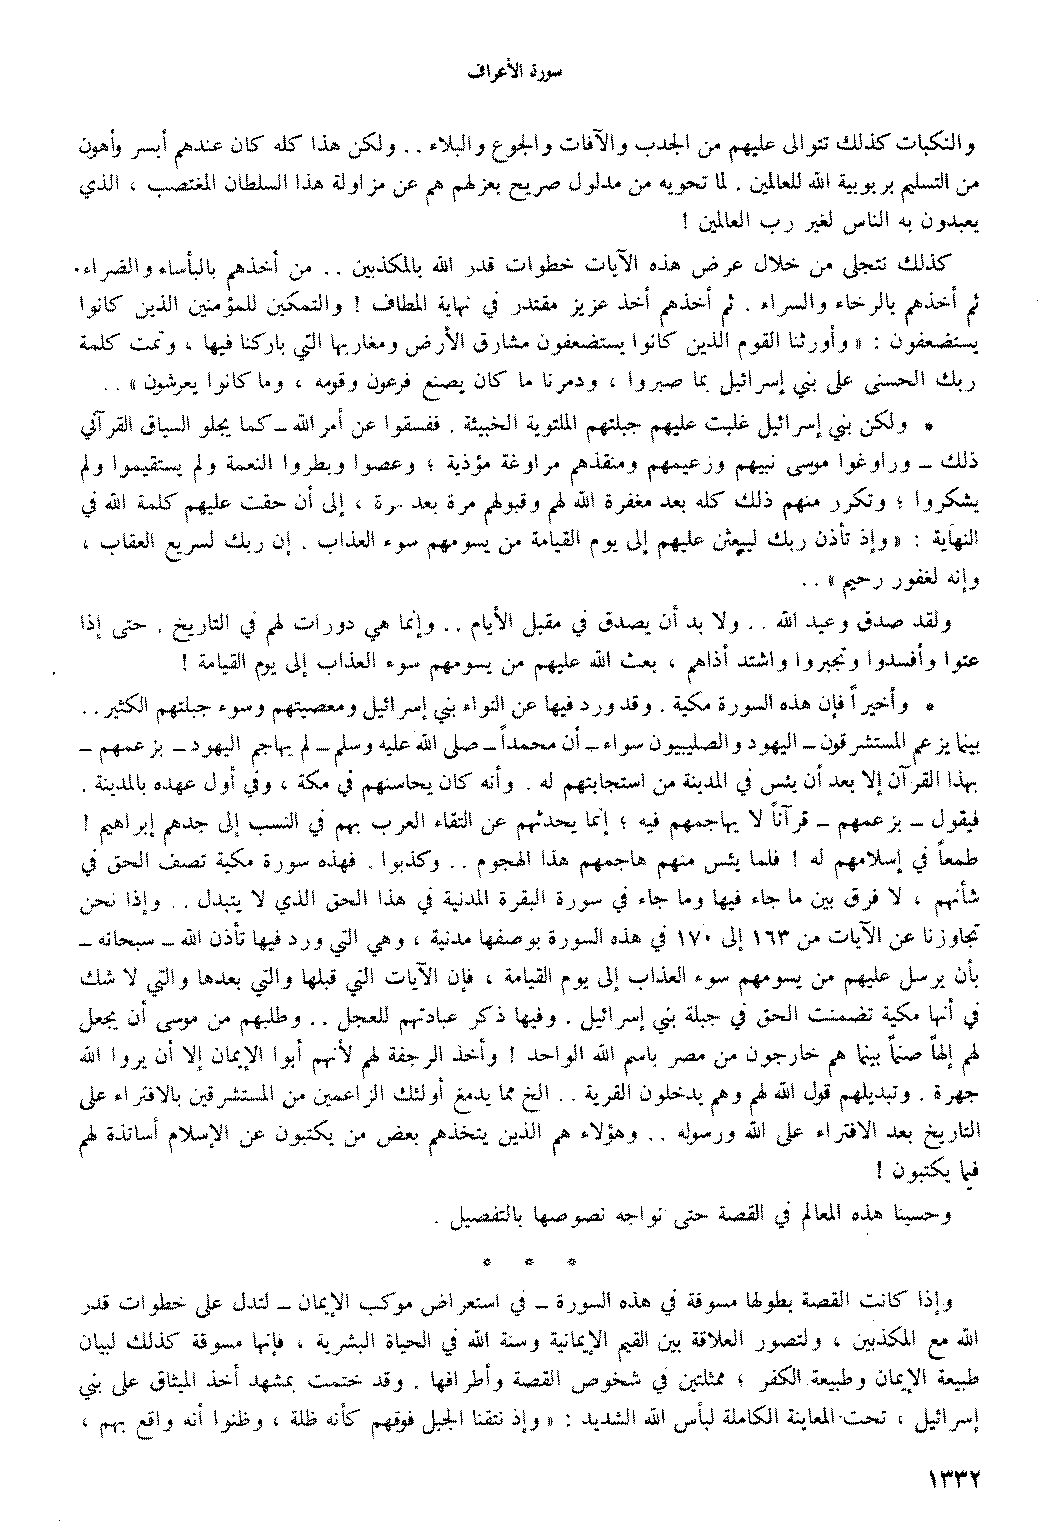 سورة الأعراف
والنكبات كذلك تتوالى عليهم من الجدب والآفات والجوع والبلاء .. ولكن هذا كله كان عندهم أيسر وأهون
من التسليم بربوبية الله للعالمين . لما تحويه من مدلول صريح بعزلهم هم عن مزاولة هذا السلطان المغتصب ، الذي
يعبدون به الناس لغير رب العالمين !
كذلك تتجلى من خلال عرض هذه الآيات خطوات قدر الله بالمكذبين .. من أخذهم بالبأساء والضراء .
ثم أخذهم بالرخاء والسراء . ثم أخذهم أخذ عزيز مقتدر في نهاية المطاف ! والتمكين للمؤمنين الذين كانوا
يستضعفون : « وأورثنا القوم الذين كانوا يستضعفون مشارق الأرض ومغاربها التي باركنا فيها ، وتمت كلمة
ربك الحسنى على بني إسرائيل بما صبروا ، ودمرنا ما كان يصنع فرعون وقومه ، وما كانوا يعرشون » ..
* ولكن بني إسرائيل غلبت عليهم جبلتهم الملتوية الخبيثة . ففسقوا عن أمر الله – كما يجلو السياق القرآني
ذلك – وراوغوا موسى نبيهم وزعيمهم ومنقذهم مراوغة مؤذية ؛ وعصوا وبطروا النعمة ولم يستقيموا ولم
يشكروا ؛ وتكرر منهم ذلك كله بعد مغفرة الله لهم وقبولهم مرة بعد مرة ، إلى أن حقت عليهم كلمة الله في
النهاية : « وإذ تأذن ربك ليبعثن عليهم إلى يوم القيامة من يسومهم سوء العذاب . إن ربك لسريع العقاب ،
وإنه لغفور رحيم » ..
ولقد صدق وعيد الله .. ولا بد أن يصدق في مقبل الأيام .. وإنما هي دورات لهم في التاريخ . حتى إذا
عتوا وأفسدوا وتجبروا واشتد أذاهم ، بعث الله عليهم من يسومهم سوء العذاب إلى يوم القيامة !
* وأخيراً فإن هذه السورة مكية . وقد ورد فيها عن التواء بني إسرائيل ومعصيتهم وسوء جبلتهم الكثير ..
بينما يزعم المستشرقون – اليهود والصليبيون سواء – أن محمداً – صلى الله عليه وسلم – لم يهاجم اليهود – بزعمهم –
بهذا القرآن إلا بعد أن يئس في المدينة من استجابتهم له . وأنه كان يحاسنهم في مكة ، وفي أول عهده بالمدينة .
فيقول – بزعمهم – قرآناً لا يهاجمهم فيه ؛ إنما يحدثهم عن التقاء العرب بهم في النسب إلى جدهم إبراهيم !
طمعاً في إسلامهم له ! فلما يئس منهم هاجمهم هذا الهجوم .. وكذبوا . فهذه سورة مكية تصف الحق في
شأنهم ، لا فرق بين ما جاء فيها وما جاء في سورة البقرة المدنية في هذا الحق الذي لا يتبدل .. وإذا نحن
تجاوزنا عن الآيات من ١٦٣ إلى ١٧٠ في هذه السورة بوصفها مدنية ، وهي التي ورد فيها تأذن الله – سبحانه –
بأن يرسل عليهم من يسومهم سوء العذاب إلى يوم القيامة ، فإن الآيات التي قبلها والتي بعدها والتي لا شك
في أنها مكية تضمنت الحق في جبلة بني إسرائيل . وفيها ذكر عبادتهم للعجل .. وطلبهم من موسى أن يجعل
لهم إلهاً صنماً بينما هم خارجون من مصر باسم الله الواحد ! وأخذ الرجفة لهم لأنهم أبوا الإيمان إلا أن يروا الله
جهرة . وتبديلهم قول الله لهم وهم يدخلون القرية .. الخ مما يدمغ أولئك الزاعمين من المستشرقين بالافتراء على
التاريخ بعد الافتراء على الله ورسوله .. وهؤلاء هم الذين يتخذهم بعض من يكتبون عن الإسلام أساتذة لهم
فيما يكتبون !
وحسبنا هذه المعالم في القصة حتى نواجه نصوصها بالتفصيل .
* * *
وإذا كانت القصة بطولها مسوقة في هذه السورة – في استعراض موكب الإيمان – لتدل على خطوات قدر
الله مع المكذبين ، ولتصور العلاقة بين القيم الإيمانية وسنة الله في الحياة البشرية ، فإنها مسوقة كذلك لبيان
طبيعة الإيمان وطبيعة الكفر ؛ ممثلتين في شخوص القصة وأطرافها . وقد ختمت بمشهد أخذ الميثاق على بني
إسرائيل ، تحت المعاينة الكاملة لبأس الله الشديد : « وإذ نتقنا الجبل فوقهم كأنه ظلة ، وظنوا أنه واقع بهم ،
١٣٣٢